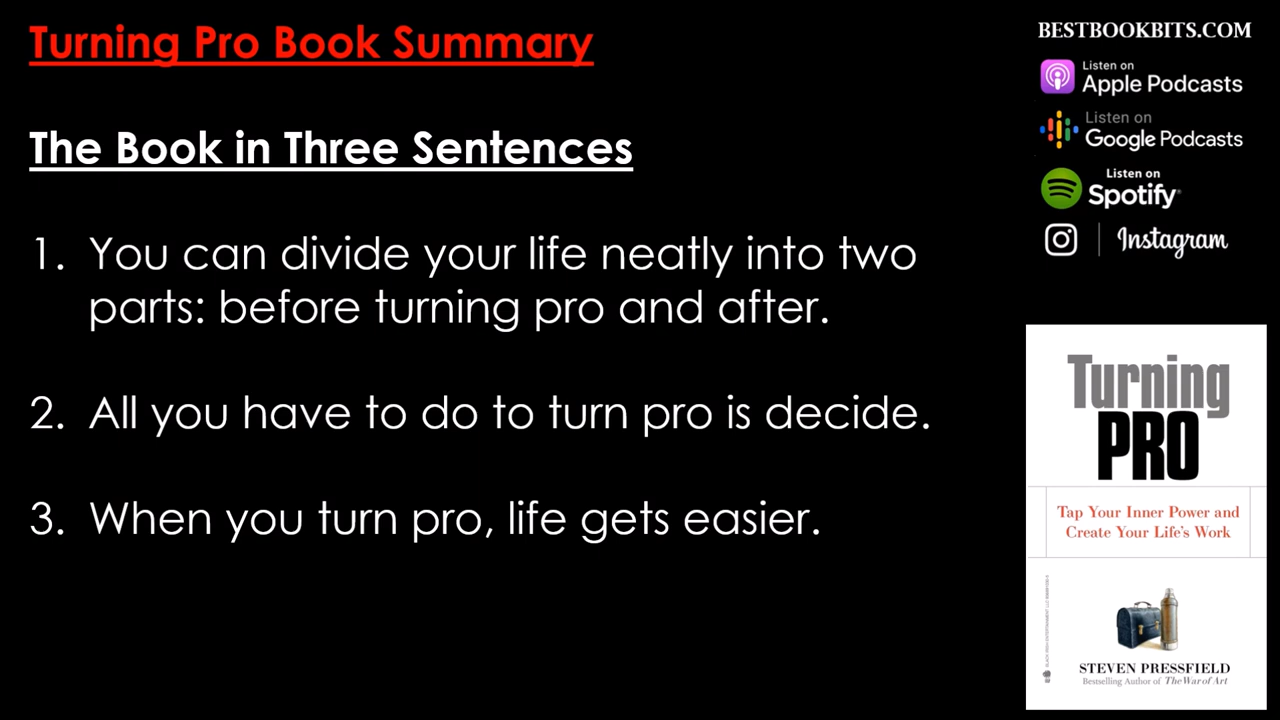 Turning Pro Book Summary
The Book in Three Sentences
1. You can divide your life neatly into two
parts: before turning pro and after.
2. All you have to do to turn pro is decide.
3. When you turn pro, life gets easier.
BESTBOOKBITS.COM
Listen on
Apple Podcasts
Listen on
Google Podcasts
Listen on
Spotify
Instagram
Turning
PRO
Tap Your Inner Power and
Create Your Life's Work
STEVEN PRESSFIELD
Bestselling Author of The War of Art